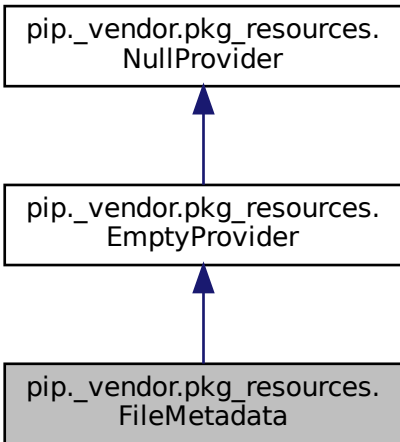 pip._vendor.pkg_resources.
NullProvider
pip._vendor.pkg_resources.
EmptyProvider
pip._vendor.pkg_resources.
FileMetadata